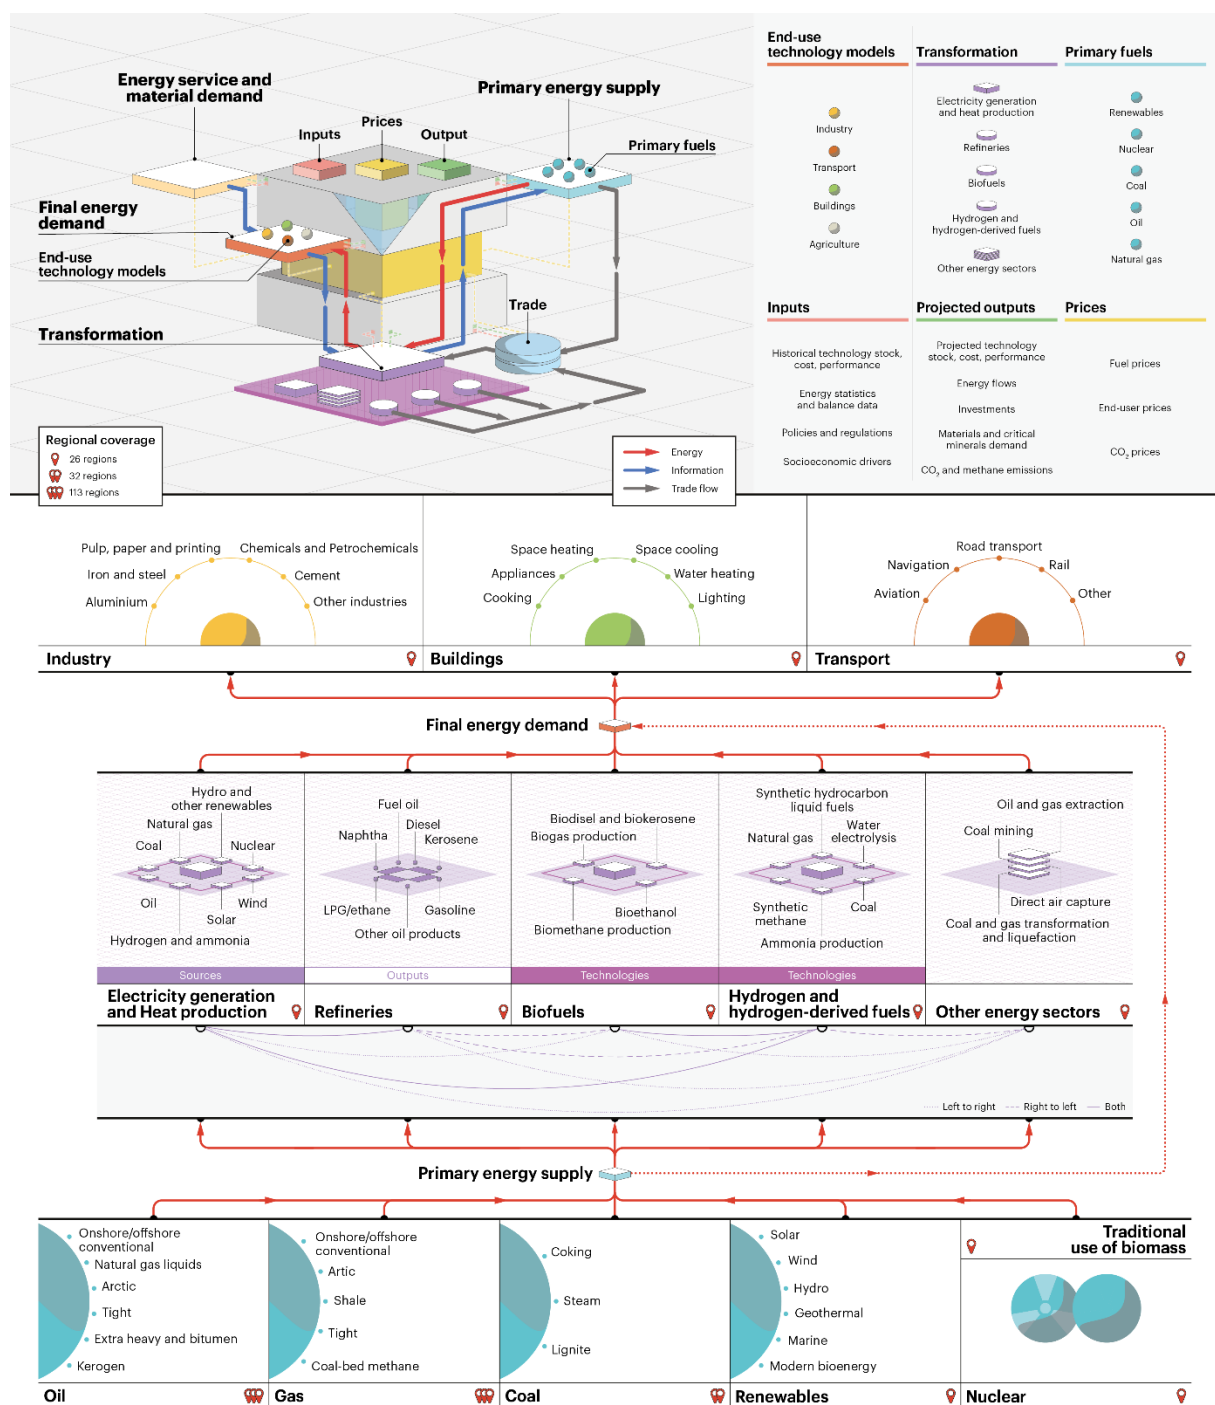 Energy service and
material demand
Primary energy supply
Prices
Inputs
Output
Primary fuels
Final energy
demand
End-use
technology models
Trade
Transformation
Regional coverage
26 regions
32 regions
113 regions
Energy
Information
Trade flow
End-use
technology models
Industry
Transport
Buildings
Agriculture
Transformation
Electricity generation
and heat production
Refineries
Biofuels
Hydrogen and
hydrogen-derived fuels
Other energy sectors
Primary fuels
Renewables
Nuclear
Coal
Oil
Natural gas
Inputs
Historical technology stock,
cost, performance
Energy statistics
and balance data
Policies and regulations
Socioeconomic drivers
Projected outputs
Projected technology
stock, cost, performance
Energy flows
Investments
Materials and critical
minerals demand
CO₂ and methane emissions
Prices
Fuel prices
End-user prices
CO₂ prices
Pulp, paper and printing
Chemicals and Petrochemicals
Iron and steel
Cement
Aluminium
Other industries
Industry
Space heating
Space cooling
Appliances
Water heating
Cooking
Lighting
Buildings
Road transport
Navigation
Rail
Aviation
Other
Transport
Final energy demand
Hydro and
other renewables
Natural gas
Coal
Nuclear
Oil
Wind
Solar
Hydrogen and ammonia
Sources
Electricity generation
and Heat production
Fuel oil
Diesel
Naphtha
Kerosene
LPG/ethane
Gasoline
Other oil products
Outputs
Refineries
Biodisel and biokerosene
Biogas production
Bioethanol
Biomethane production
Technologies
Biofuels
Synthetic hydrocarbon
liquid fuels
Natural gas
Water
electrolysis
Synthetic
methane
Coal
Ammonia production
Technologies
Hydrogen and
hydrogen-derived fuels
Oil and gas extraction
Coal mining
Direct air capture
Coal and gas transformation
and liquefaction
Other energy sectors
Left to right
Right to left
Both
Primary energy supply
Onshore/offshore
conventional
Natural gas liquids
Arctic
Tight
Extra heavy and bitumen
Kerogen
Oil
Onshore/offshore
conventional
Artic
Shale
Tight
Coal-bed methane
Gas
Coking
Steam
Lignite
Coal
Solar
Wind
Hydro
Geothermal
Marine
Modern bioenergy
Renewables
Traditional
use of biomass
Nuclear